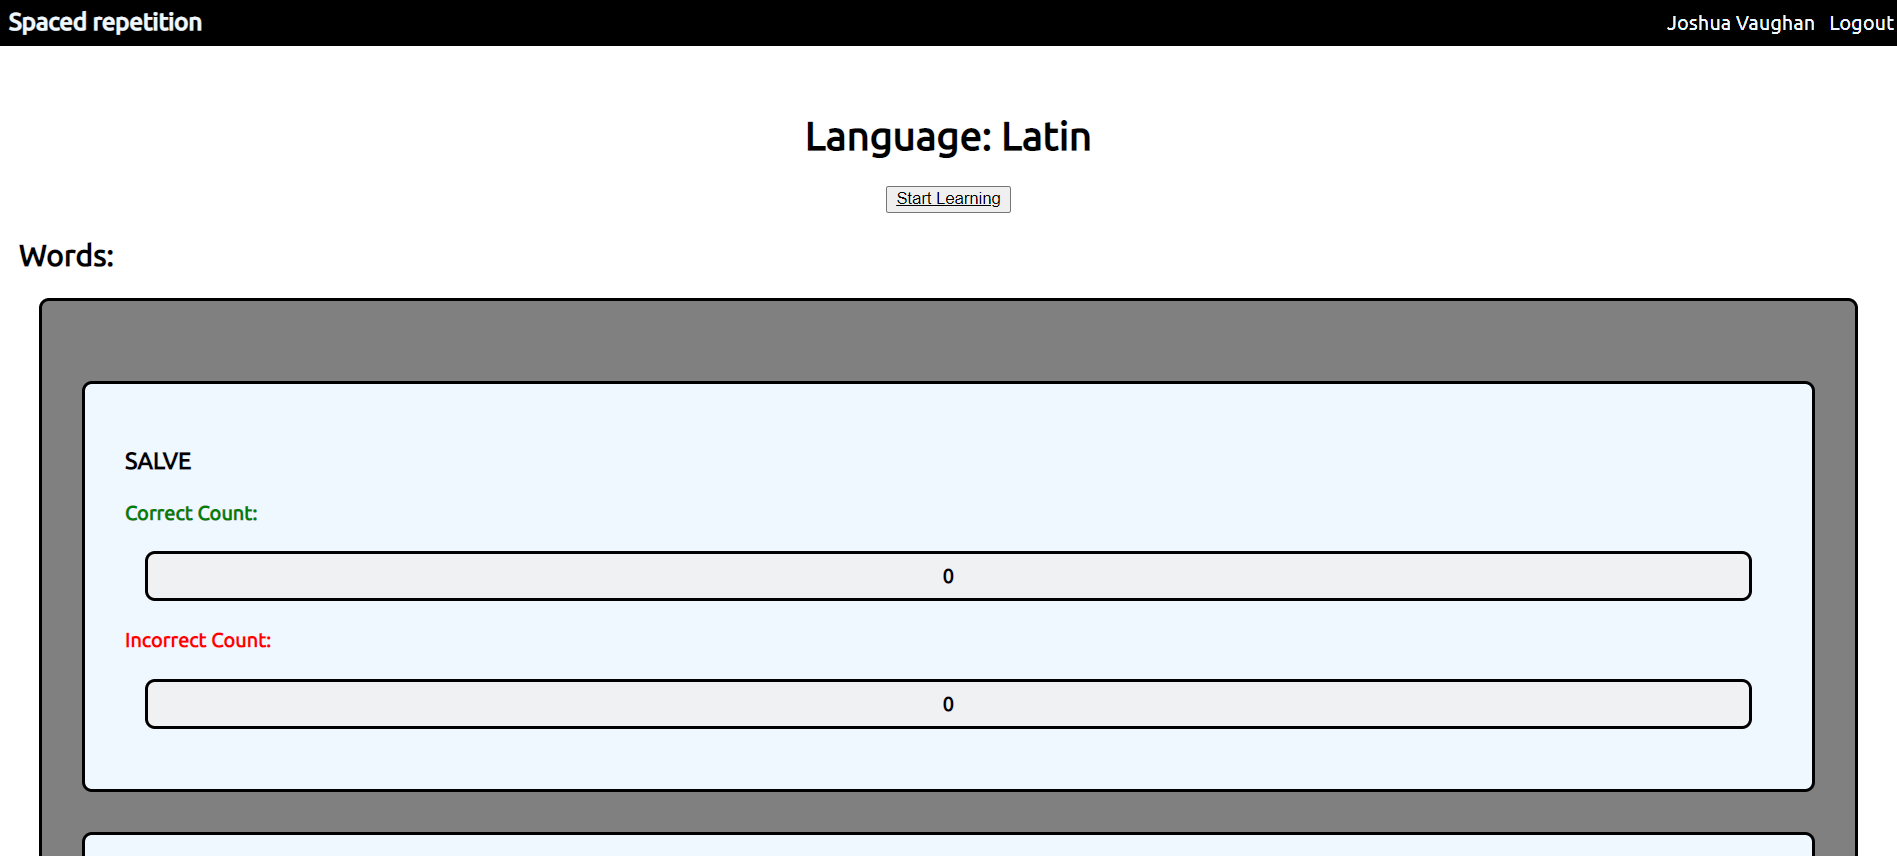 Spaced repetition
Joshua Vaughan Logout
Language: Latin
Start Learning
Words:
SALVE
Correct Count:
0
Incorrect Count:
0